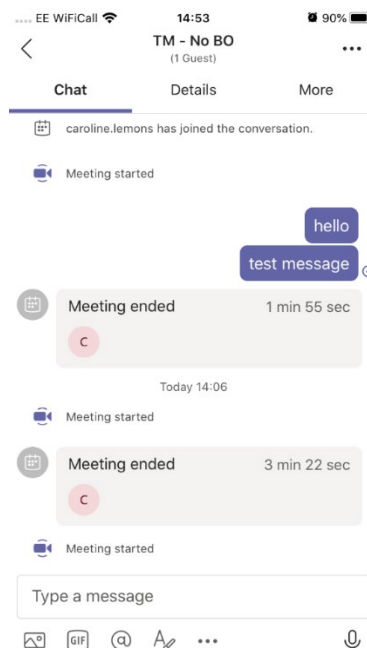 EE WiFiCall 14:53 90%
TM - No BO
(1 Guest)
Chat Details More
caroline.lemons has joined the conversation.
Meeting started
hello
test message
Meeting ended 1 min 55 sec
C
Today 14:06
Meeting started
Meeting ended 3 min 22 sec
C
Meeting started
Type a message
GIF @ A